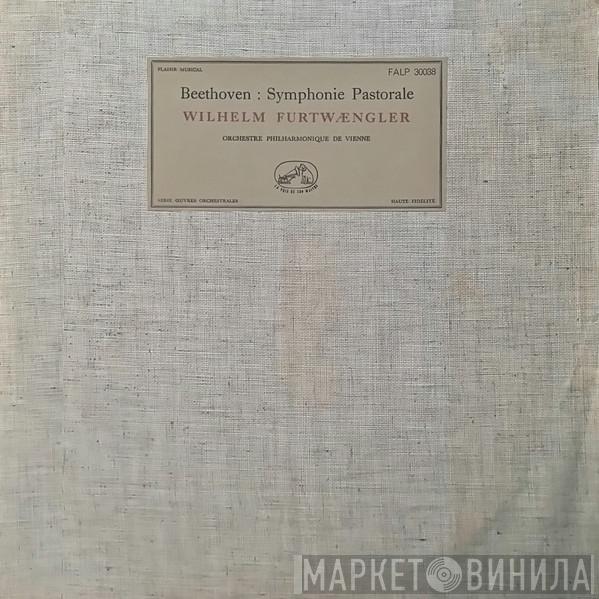 PLAISIR MUSICAL
FALP 30038
Beethoven : Symphonie Pastorale
WILHELM FURTWÆNGLER
ORCHESTRE PHILHARMONIQUE DE VIENNE
LA VOIX DE SON MAITRE
SERIE ŒUVRES ORCHESTRALES
HAUTE FIDELITE
МАРКЕТ ВИНИЛА